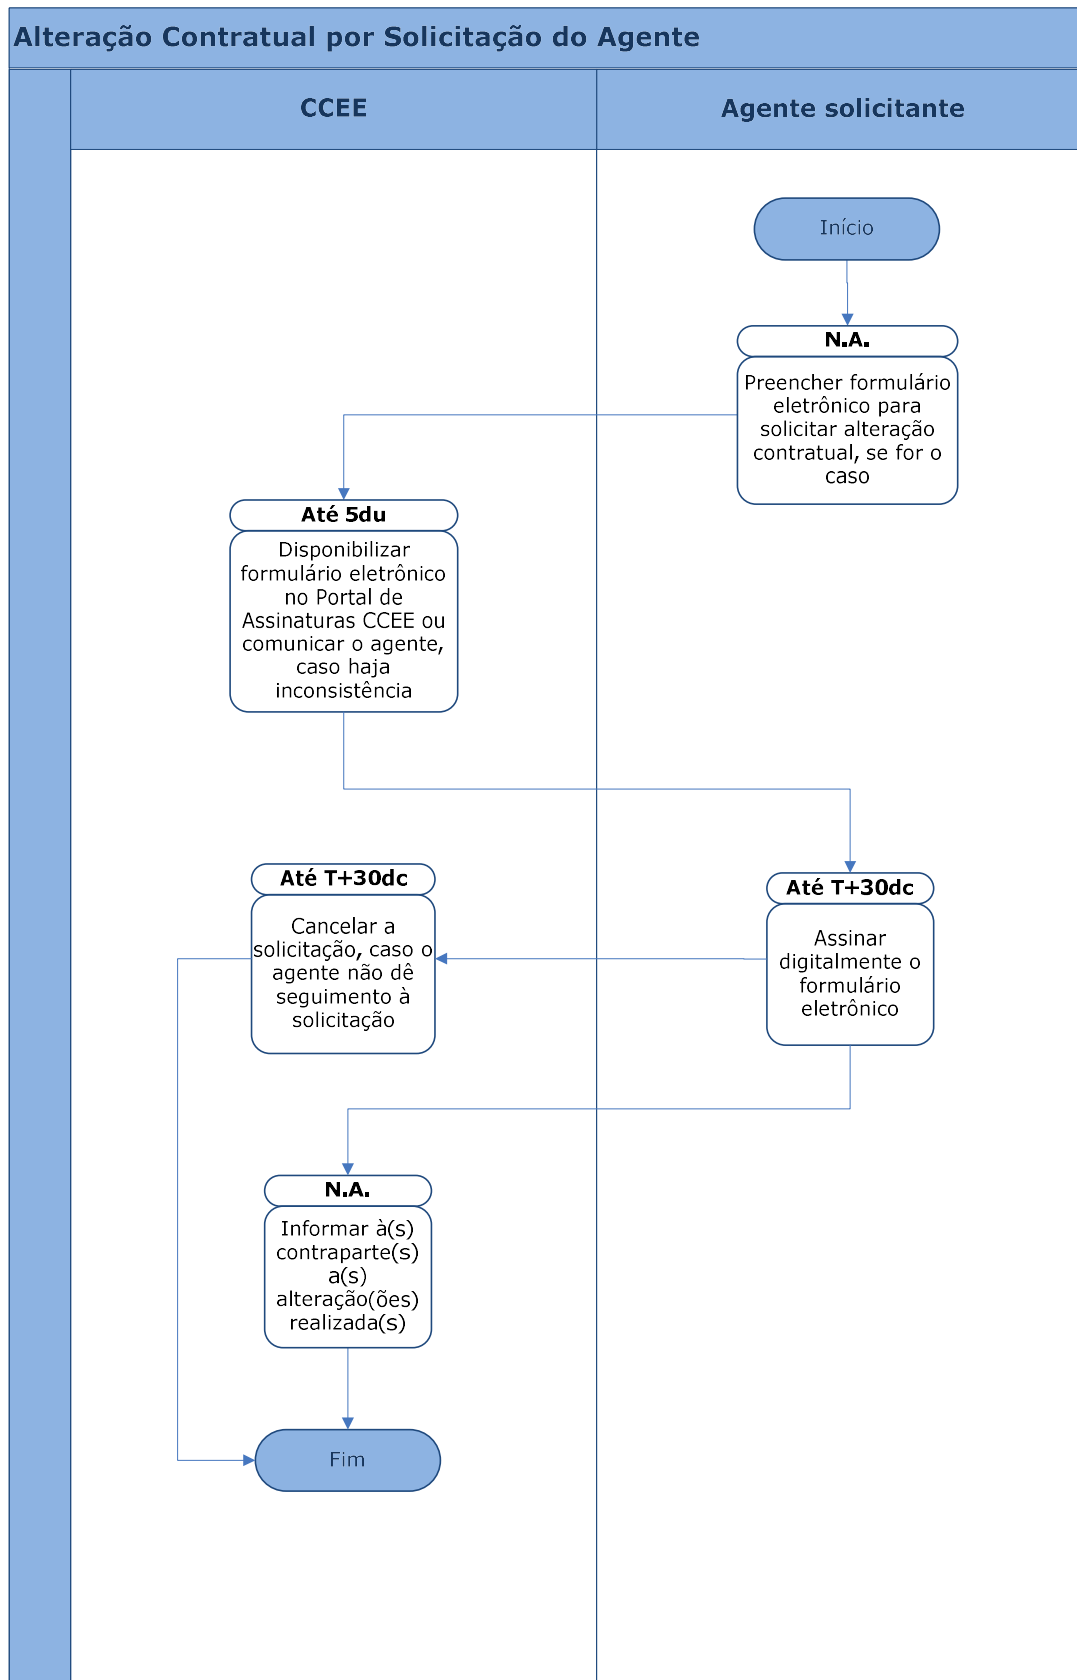 Alteração Contratual por Solicitação do Agente
CCEE
Agente solicitante
Início
N.A.
Preencher formulário
eletrônico para
solicitar alteração
contratual, se for o
caso
Até 5du
Disponibilizar
formulário eletrônico
no Portal de
Assinaturas CCEE ou
comunicar o agente,
caso haja
inconsistência
Até T+30dc
Assinar
digitalmente o
formulário
eletrônico
Até T+30dc
Cancelar a
solicitação, caso o
agente não dê
seguimento à
solicitação
N.A.
Informar à(s)
contraparte(s)
a(s)
alteração(ões)
realizada(s)
Fim